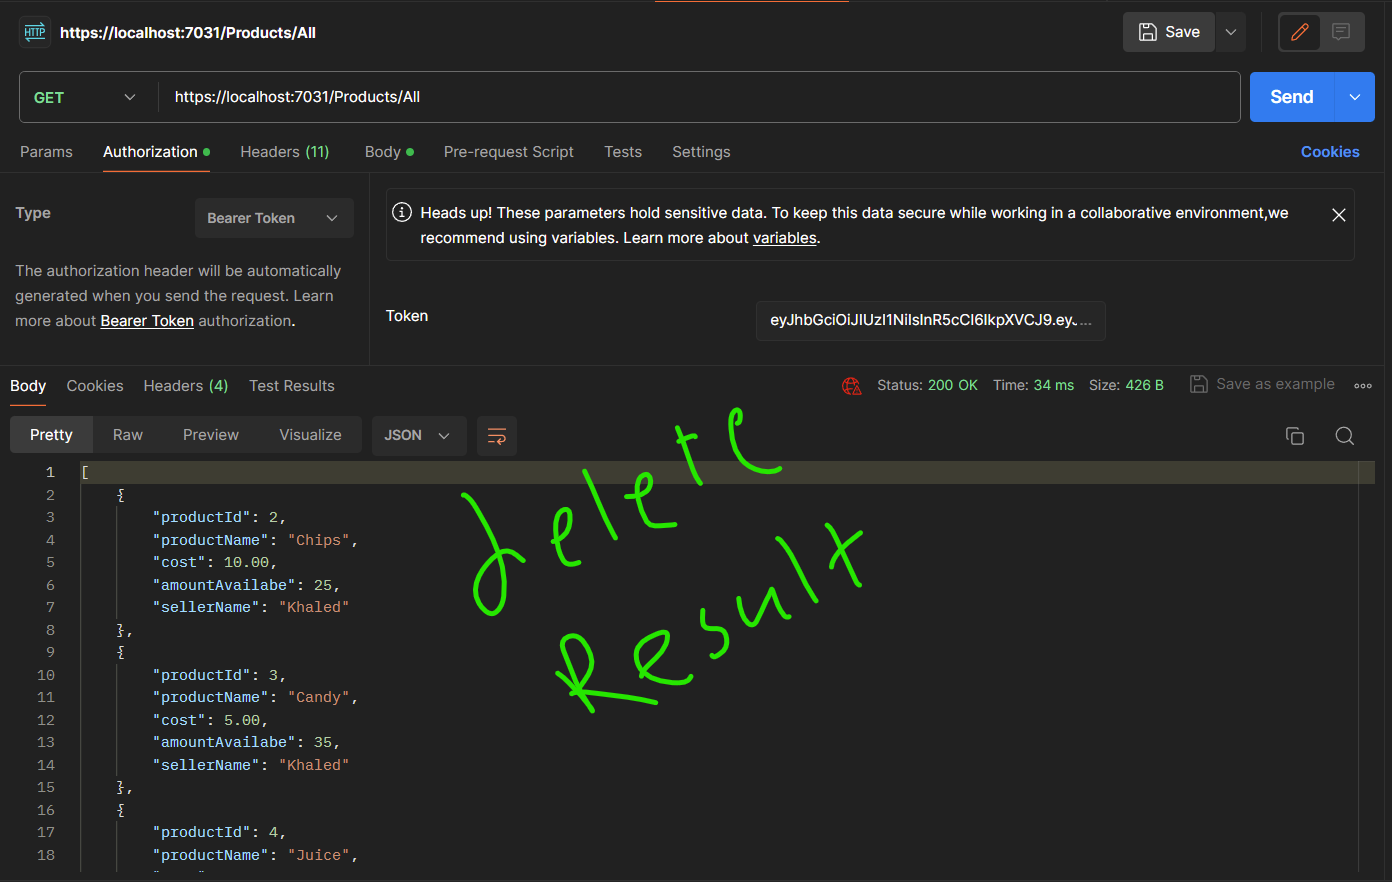 HTTP https://localhost:7031/Products/All Save
GET https://localhost:7031/Products/All Send
Params Authorization Headers (11) Body Pre-request Script Tests Settings Cookies
Type Bearer Token
The authorization header will be automatically
generated when you send the request. Learn
more about Bearer Token authorization.
Heads up! These parameters hold sensitive data. To keep this data secure while working in a collaborative environment,we
recommend using variables. Learn more about variables.
Token eyJhbGciOiJIUzI1NiIsInR5cCI6IkpXVCJ9.eyJ...
Body Cookies Headers (4) Test Results Status: 200 OK Time: 34 ms Size: 426 B Save as example
Pretty Raw Preview Visualize JSON
1 [
2 {
3 "productId": 2,
4 "productName": "Chips",
5 "cost": 10.00,
6 "amountAvailabe": 25,
7 "sellerName": "Khaled"
8 },
9 {
10 "productId": 3,
11 "productName": "Candy",
12 "cost": 5.00,
13 "amountAvailabe": 35,
14 "sellerName": "Khaled"
15 },
16 {
17 "productId": 4,
18 "productName": "Juice",
delete
Result